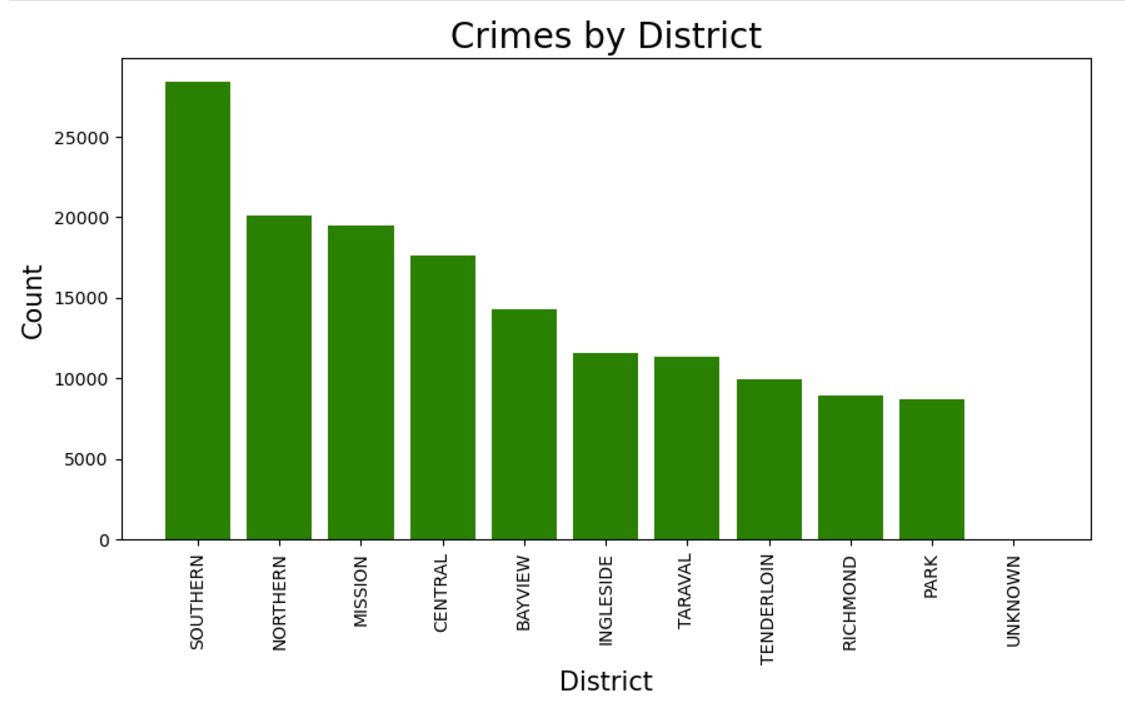 Crimes by District
Count
25000
20000
15000
10000
5000
0
SOUTHERN
NORTHERN
MISSION
CENTRAL
BAYVIEW
INGLESIDE
TARAVAL
TENDERLOIN
RICHMOND
PARK
UNKNOWN
District